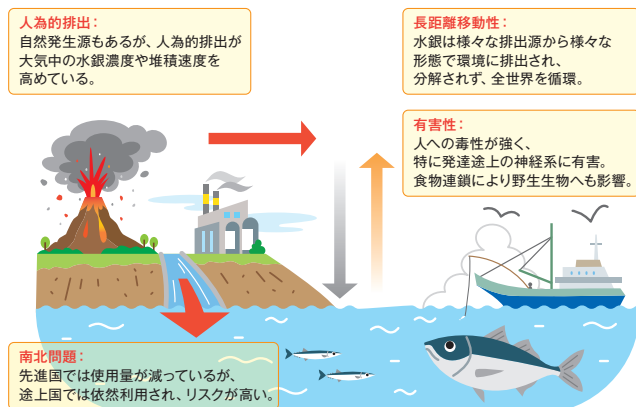 人為的排出：
自然発生源もあるが、人為的排出が
大気中の水銀濃度や堆積速度を
高めている。
長距離移動性：
水銀は様々な排出源から様々な
形態で環境に排出され、
分解されず、全世界を循環。
有害性：
人への毒性が強く、
特に発達途上の神経系に有害。
食物連鎖により野生生物へも影響。
南北問題：
先進国では使用量が減っているが、
途上国では依然利用され、リスクが高い。